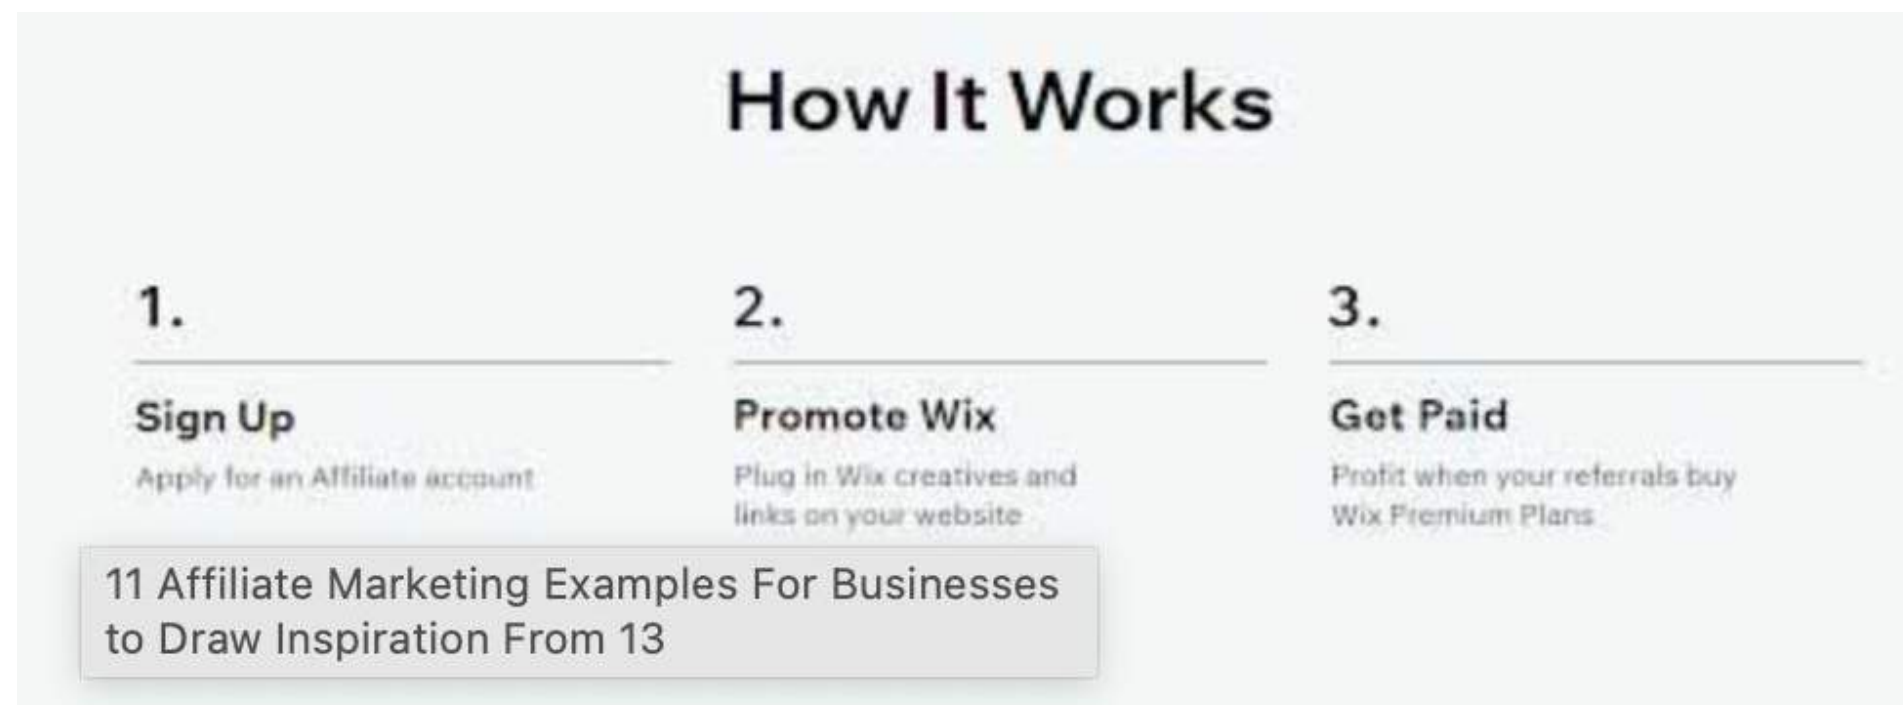 How It Works
1.
Sign Up
Apply for an Affiliate account
2.
Promote Wix
Plug in Wix creatives and
links on your website
3.
Get Paid
Profit when your referrals buy
Wix Premium Plans
11 Affiliate Marketing Examples For Businesses
to Draw Inspiration From 13